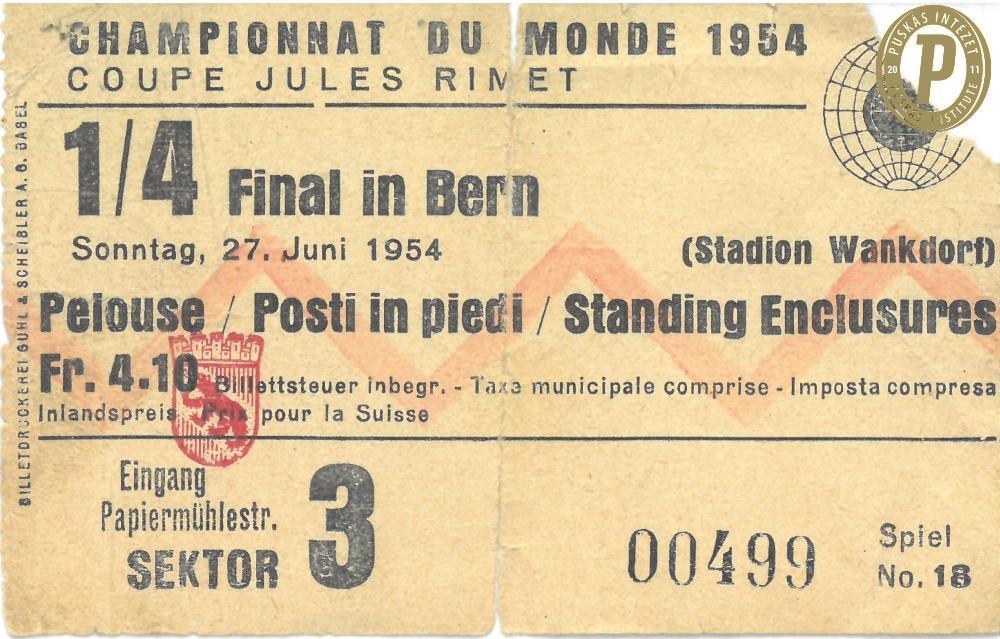 CHAMPIONNAT DU MONDE 1954
COUPE JULES RIMET
PUSKÁS INTÉZET
2011
PUSKÁS INSTITUTE
P
1/4 Final in Bern
Sonntag, 27. Juni 1954
(Stadion Wankdorf)
Pelouse / Posti in piedi / Standing Enclusures
Fr. 4.10 Billettsteuer inbegr. - Taxe municipale comprise - Imposta compresa
Inlandspreis Prix pour la Suisse
Eingang
Papiermühlestr.
SEKTOR 3
00499
Spiel
No. 18
BILLETDRUCKEREI GUHL & SCHEIBLER A. G. BASEL